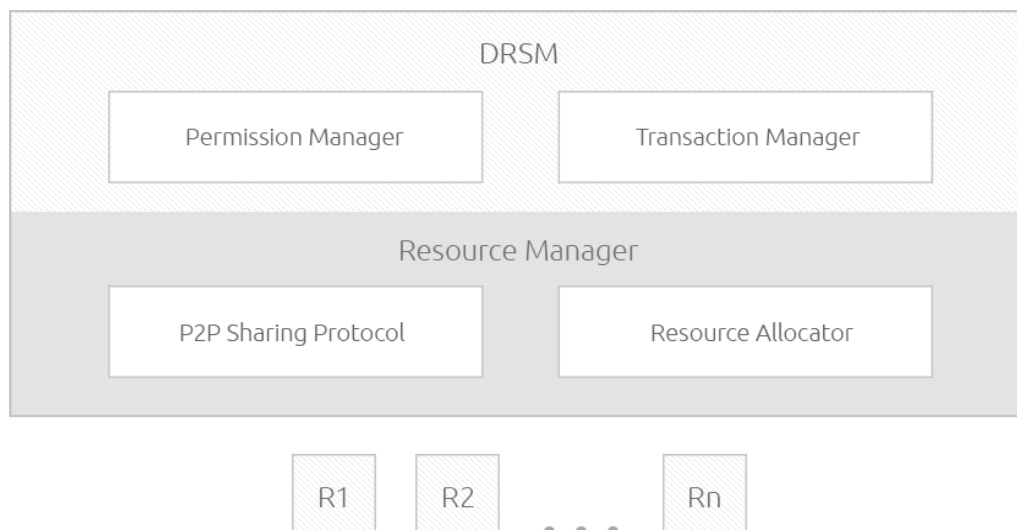 DRSM
Permission Manager
Transaction Manager
Resource Manager
P2P Sharing Protocol
Resource Allocator
R1
R2
Rn